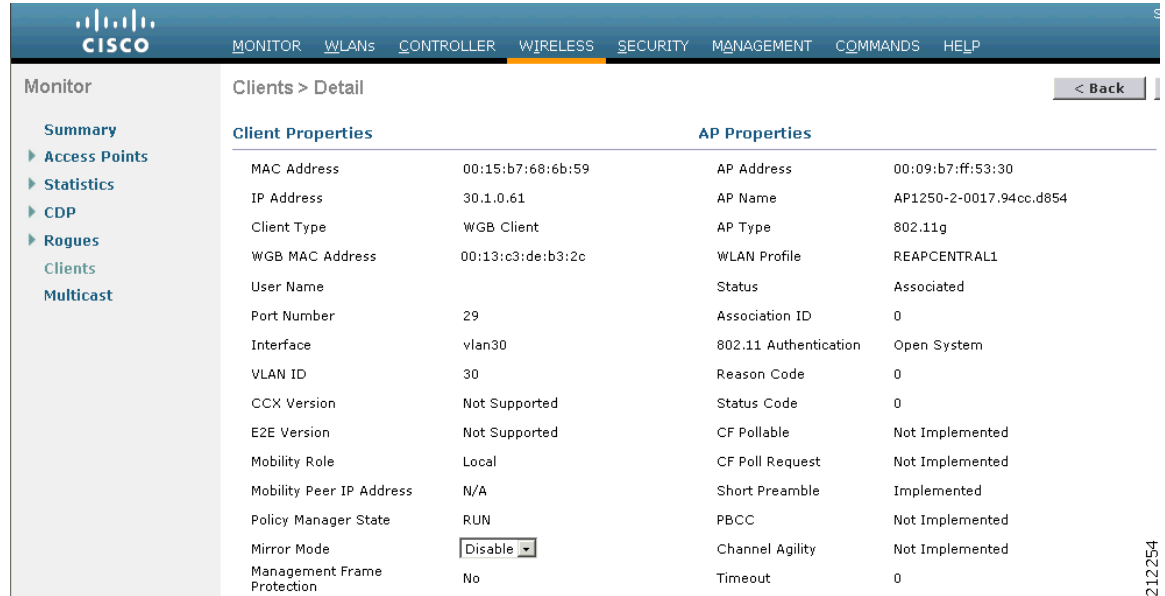 S
CISCO
MONITOR WLANs CONTROLLER WIRELESS SECURITY MANAGEMENT COMMANDS HELP
Monitor
Summary
Access Points
Statistics
CDP
Rogues
Clients
Multicast
Clients > Detail
< Back
Client Properties
MAC Address 00:15:b7:68:6b:59
IP Address 30.1.0.61
Client Type WGB Client
WGB MAC Address 00:13:c3:de:b3:2c
User Name
Port Number 29
Interface vlan30
VLAN ID 30
CCX Version Not Supported
E2E Version Not Supported
Mobility Role Local
Mobility Peer IP Address N/A
Policy Manager State RUN
Mirror Mode Disable
Management Frame
Protection No
AP Properties
AP Address 00:09:b7:ff:53:30
AP Name AP1250-2-0017.94cc.d854
AP Type 802.11g
WLAN Profile REAPCENTRAL1
Status Associated
Association ID 0
802.11 Authentication Open System
Reason Code 0
Status Code 0
CF Pollable Not Implemented
CF Poll Request Not Implemented
Short Preamble Implemented
PBCC Not Implemented
Channel Agility Not Implemented
Timeout 0
212254